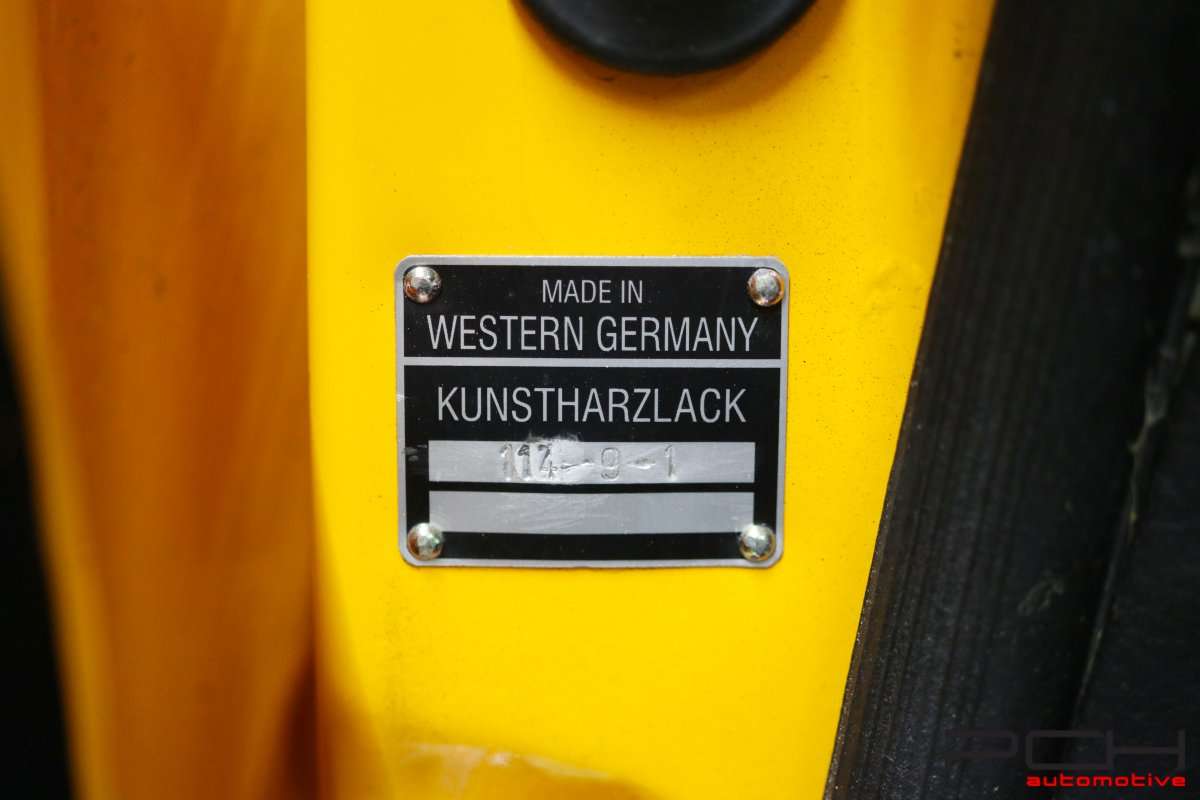 MADE IN
WESTERN GERMANY
KUNSTHARZLACK
114-9-1
PCH
automotive